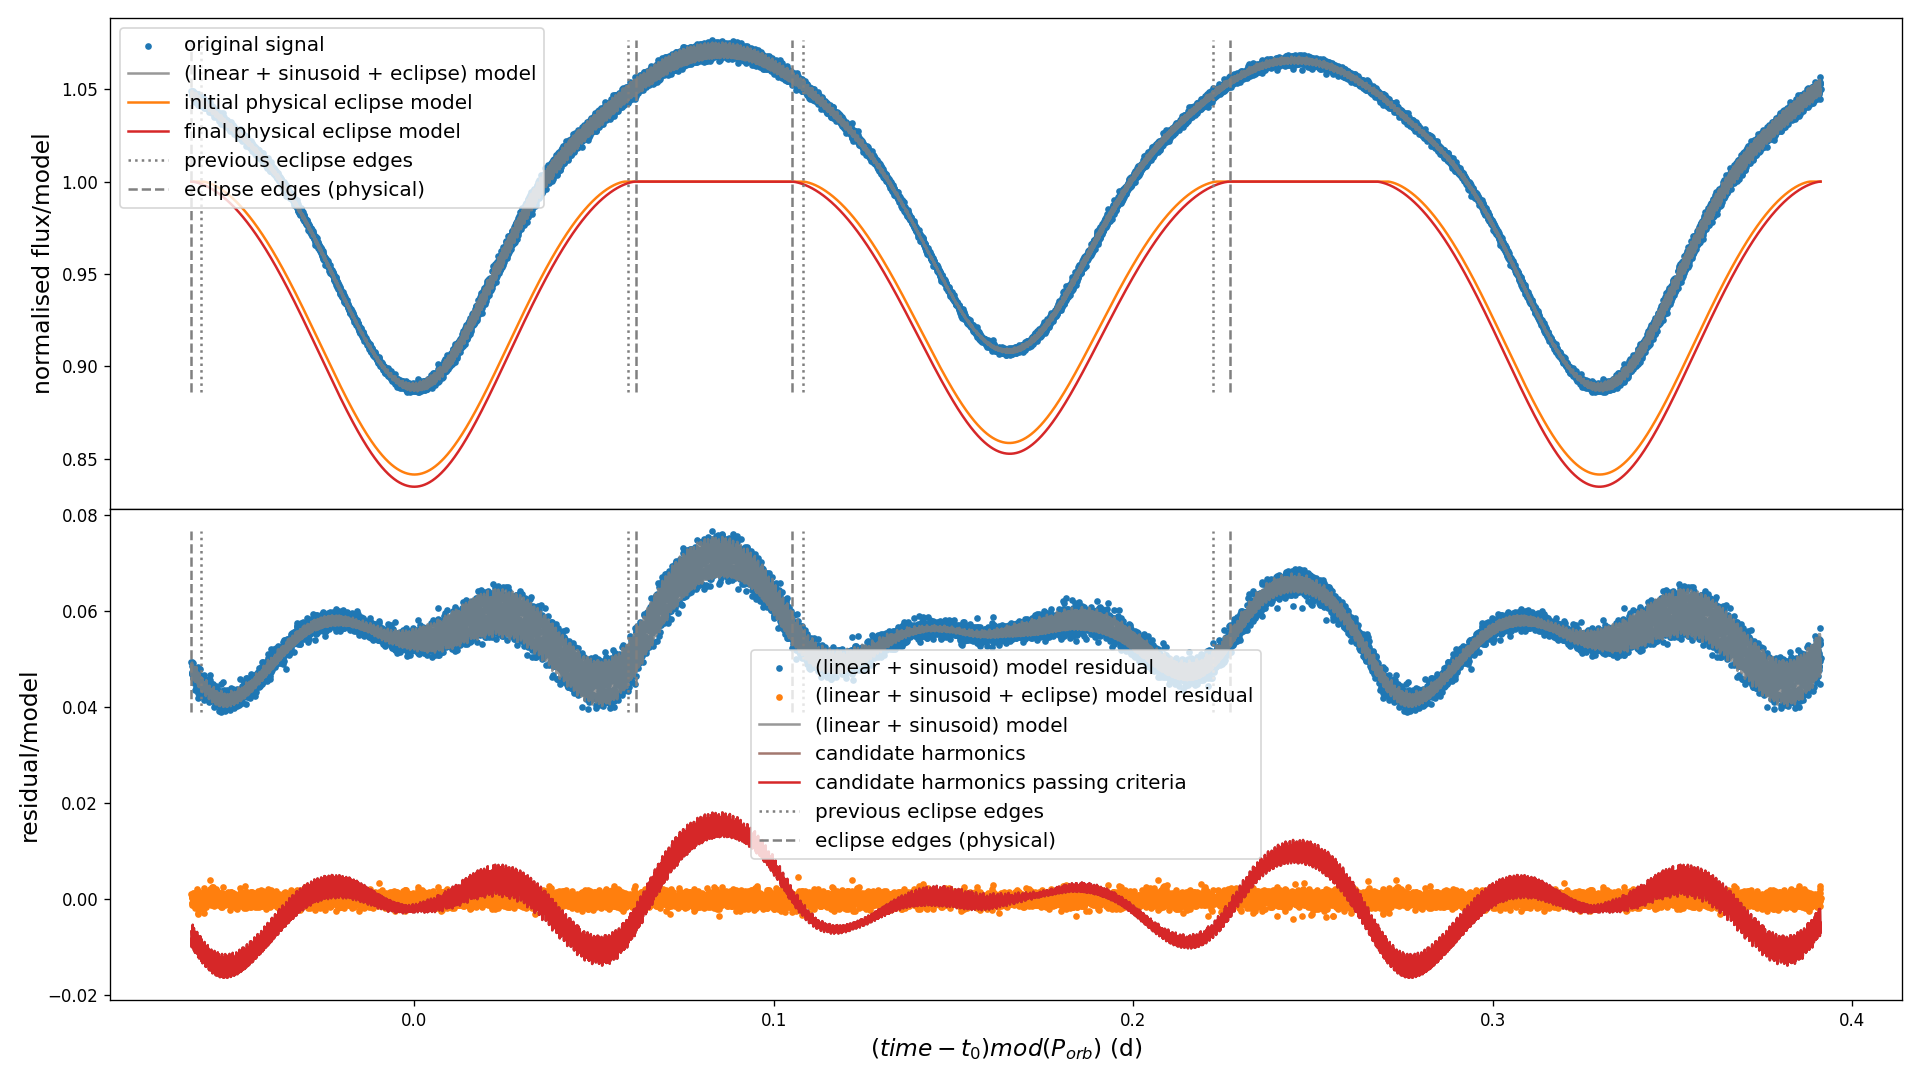 original signal
(linear + sinusoid + eclipse) model
initial physical eclipse model
final physical eclipse model
previous eclipse edges
eclipse edges (physical)
normalised flux/model
1.05
1.00
0.95
0.90
0.85
0.08
0.06
0.04
0.02
0.00
−0.02
residual/model
(linear + sinusoid) model residual
(linear + sinusoid + eclipse) model residual
(linear + sinusoid) model
candidate harmonics
candidate harmonics passing criteria
previous eclipse edges
eclipse edges (physical)
0.0 0.1 0.2 0.3 0.4
(time − t₀)mod(P_orb) (d)